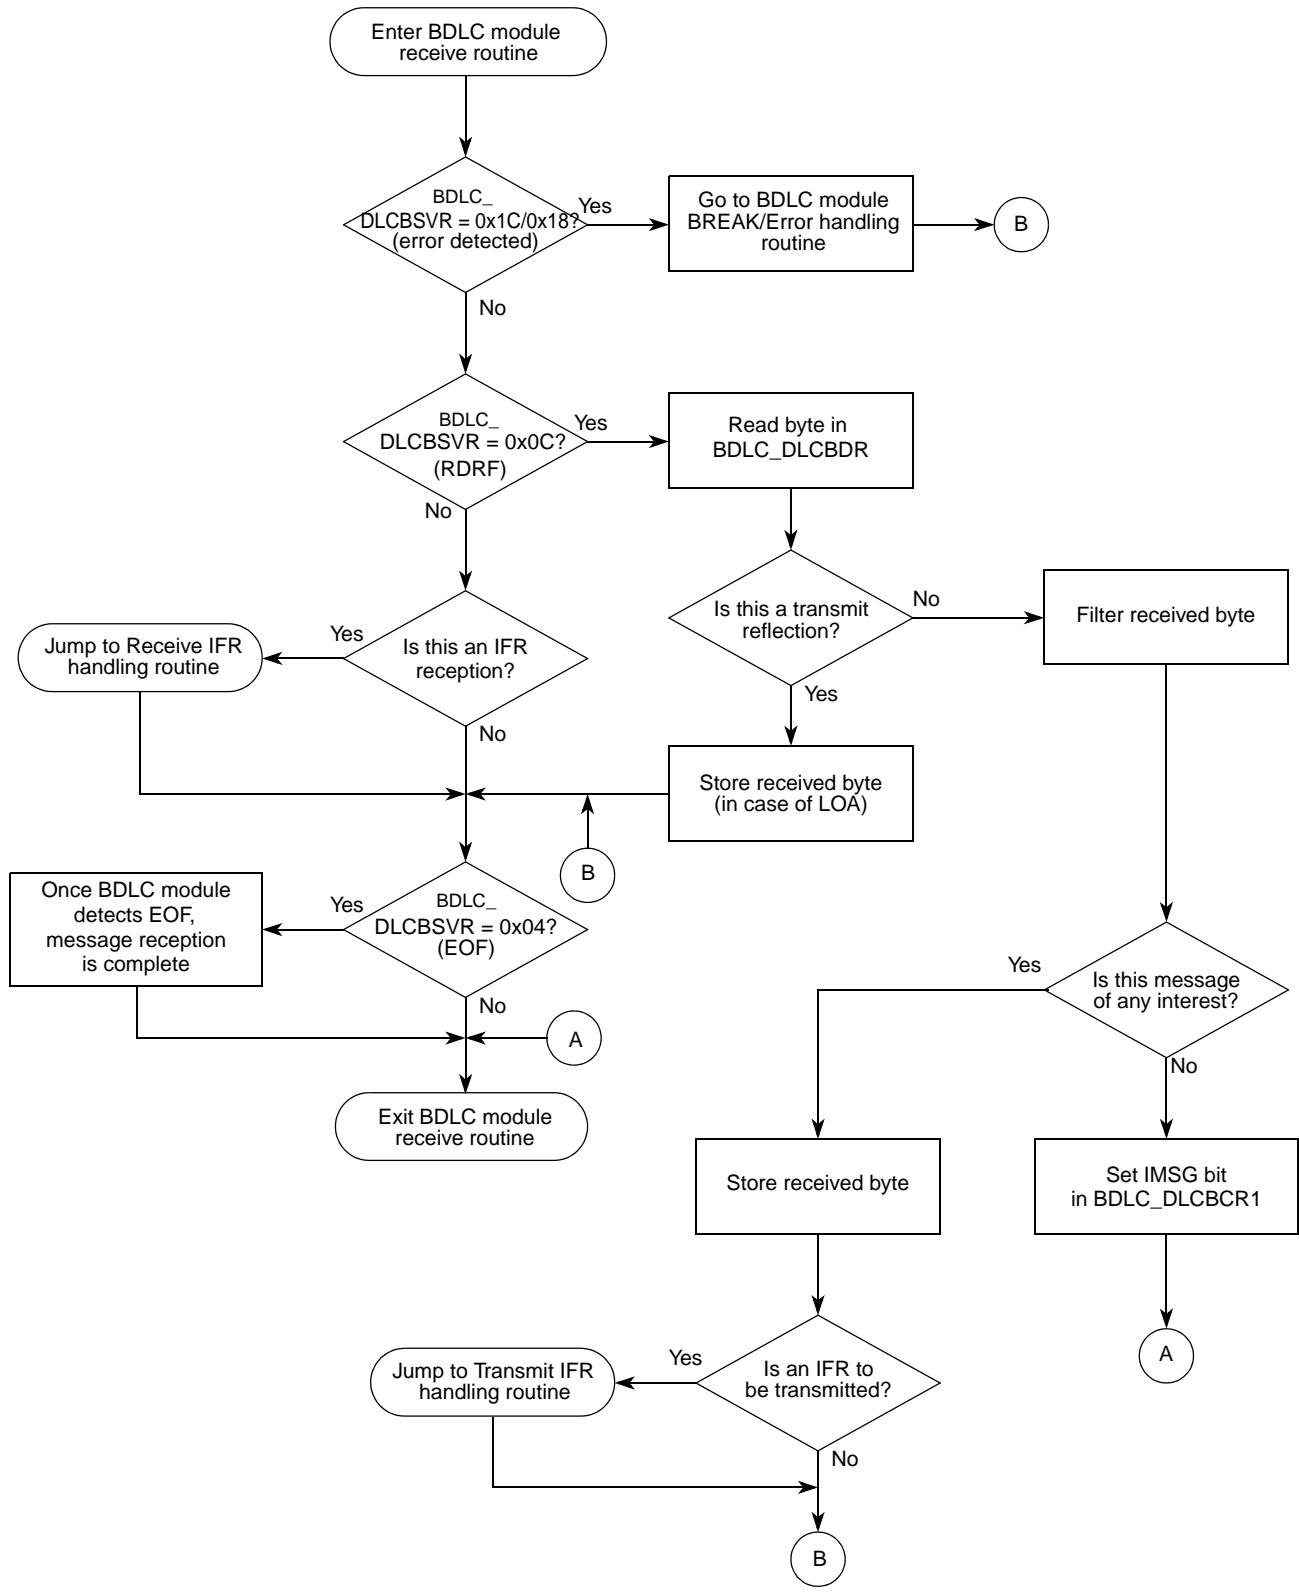 Enter BDLC module
receive routine
BDLC_
DLCBSVR = 0x1C/0x18?
(error detected)
Yes
Go to BDLC module
BREAK/Error handling
routine
B
No
BDLC_
DLCBSVR = 0x0C?
(RDRF)
Yes
Read byte in
BDLC_DLCBDR
No
Is this a transmit
reflection?
No
Filter received byte
Yes
Is this an IFR
reception?
Yes
Jump to Receive IFR
handling routine
No
Store received byte
(in case of LOA)
B
BDLC_
DLCBSVR = 0x04?
(EOF)
Yes
Once BDLC module
detects EOF,
message reception
is complete
No
A
Exit BDLC module
receive routine
Is this message
of any interest?
Yes
No
Store received byte
Set IMSG bit
in BDLC_DLCBCR1
A
Is an IFR to
be transmitted?
Yes
Jump to Transmit IFR
handling routine
No
B